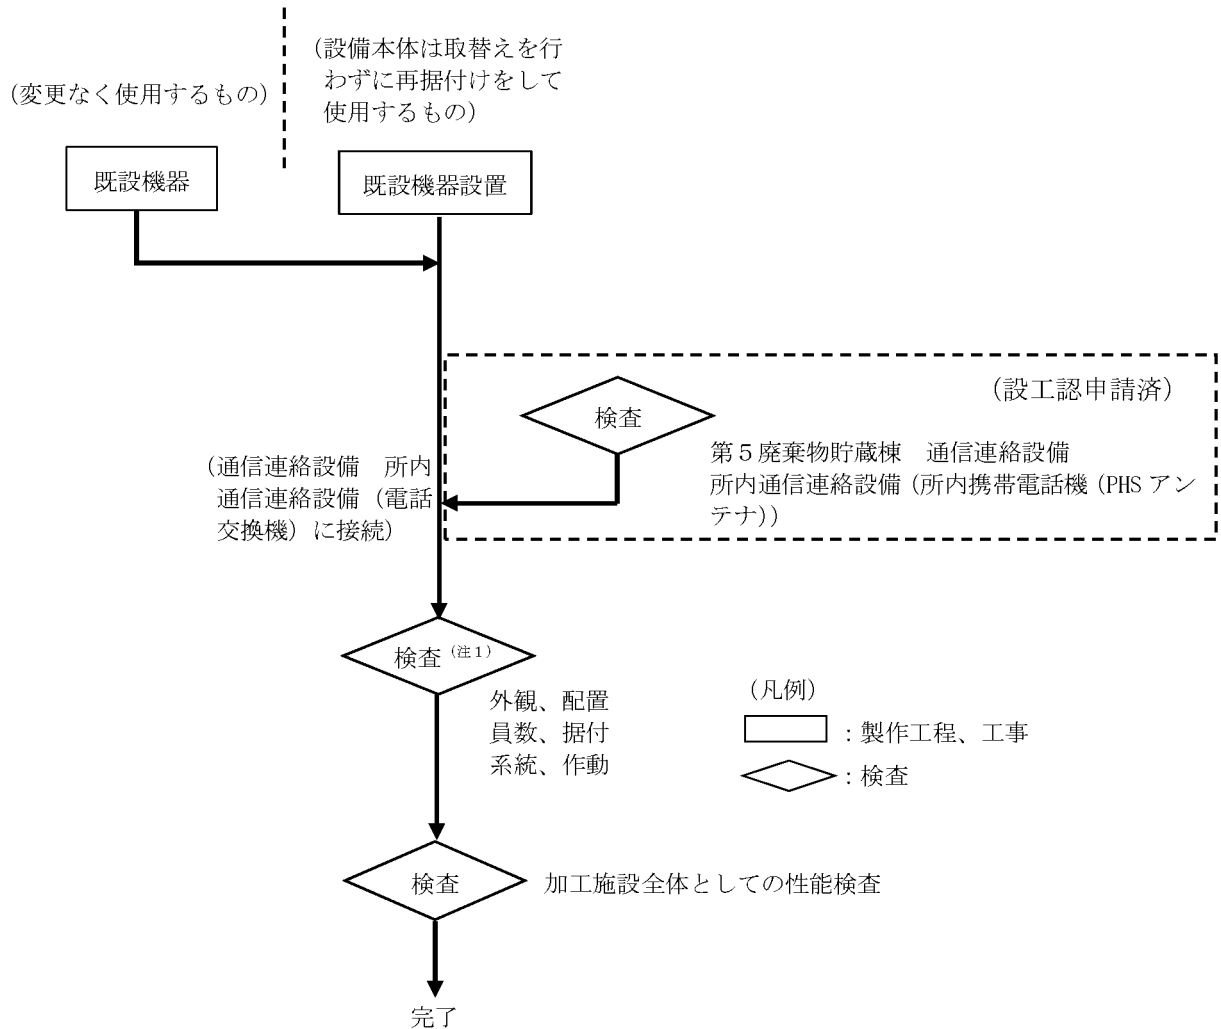 (変更なく使用するもの)
(設備本体は取替えを行
わずに再据付けをして
使用するもの)
既設機器
既設機器設置
(設工認申請済)
検査
第5廃棄物貯蔵棟　通信連絡設備
所内通信連絡設備(所内携帯電話機(PHSアン
テナ))
(通信連絡設備　所内
通信連絡設備(電話
交換機)に接続)
検査(注1)
外観、配置
員数、据付
系統、作動
(凡例)
：製作工程、工事
：検査
検査
加工施設全体としての性能検査
完了